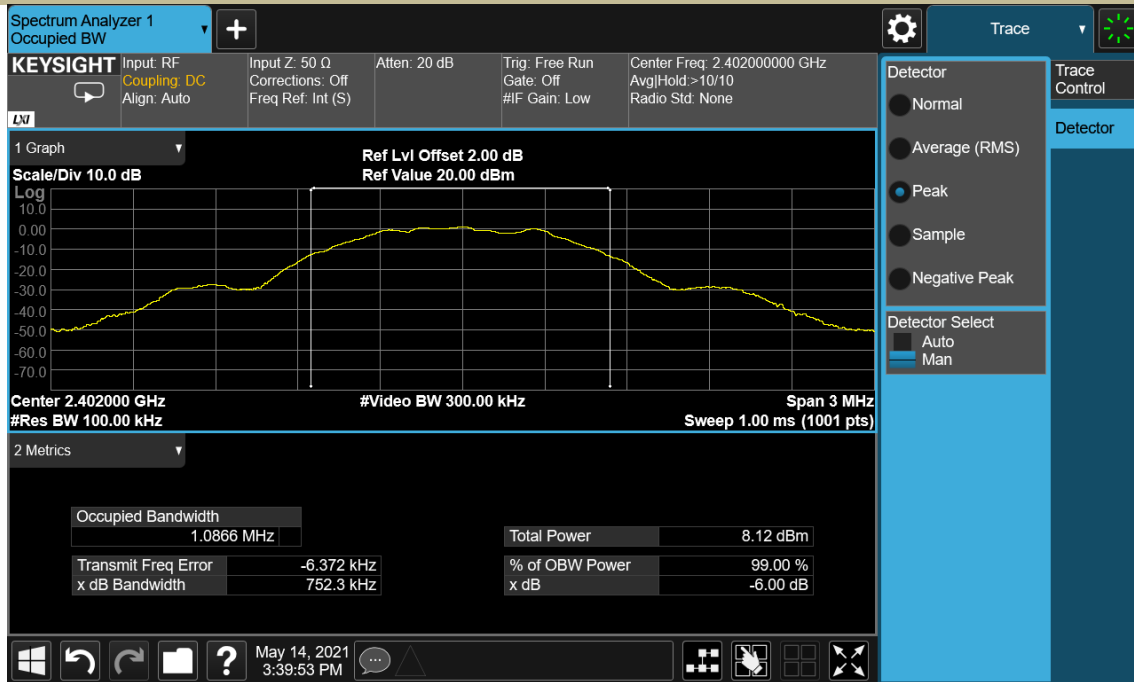 Spectrum Analyzer 1
Occupied BW
+
Trace
KEYSIGHT
LXI
Input: RF
Coupling: DC
Align: Auto
Input Z: 50 Ω
Corrections: Off
Freq Ref: Int (S)
Atten: 20 dB
Trig: Free Run
Gate: Off
#IF Gain: Low
Center Freq: 2.402000000 GHz
Avg|Hold:>10/10
Radio Std: None
1 Graph
Scale/Div 10.0 dB
Ref Lvl Offset 2.00 dB
Ref Value 20.00 dBm
Log
10.0
0.00
-10.0
-20.0
-30.0
-40.0
-50.0
-60.0
-70.0
Center 2.402000 GHz
#Video BW 300.00 kHz
Span 3 MHz
#Res BW 100.00 kHz
Sweep 1.00 ms (1001 pts)
2 Metrics
Occupied Bandwidth
1.0866 MHz
Total Power 8.12 dBm
Transmit Freq Error -6.372 kHz
% of OBW Power 99.00 %
x dB Bandwidth 752.3 kHz
x dB -6.00 dB
?
May 14, 2021
3:39:53 PM
Detector
Normal
Average (RMS)
Peak
Sample
Negative Peak
Detector Select
Auto
Man
Trace
Control
Detector